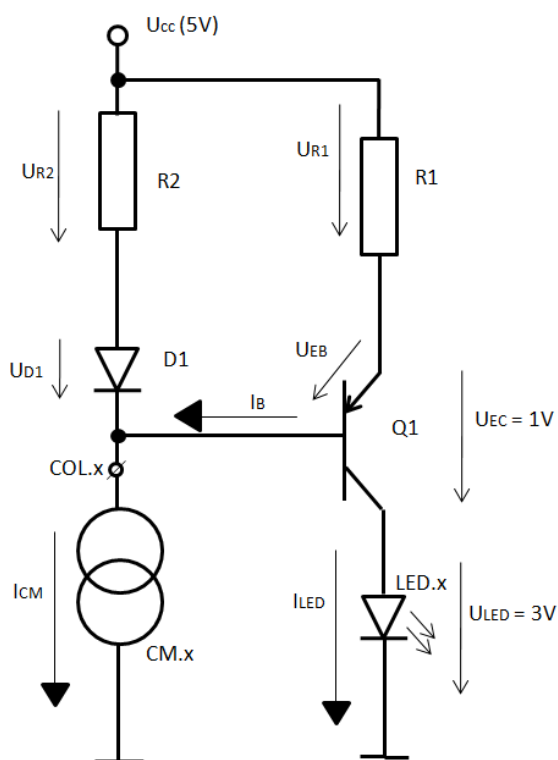 Ucc (5V)
UR2
R2
UR1
R1
UD1
D1
UEB
IB
Q1
UEC = 1V
COL.x
ICM
CM.x
ILED
LED.x
ULED = 3V